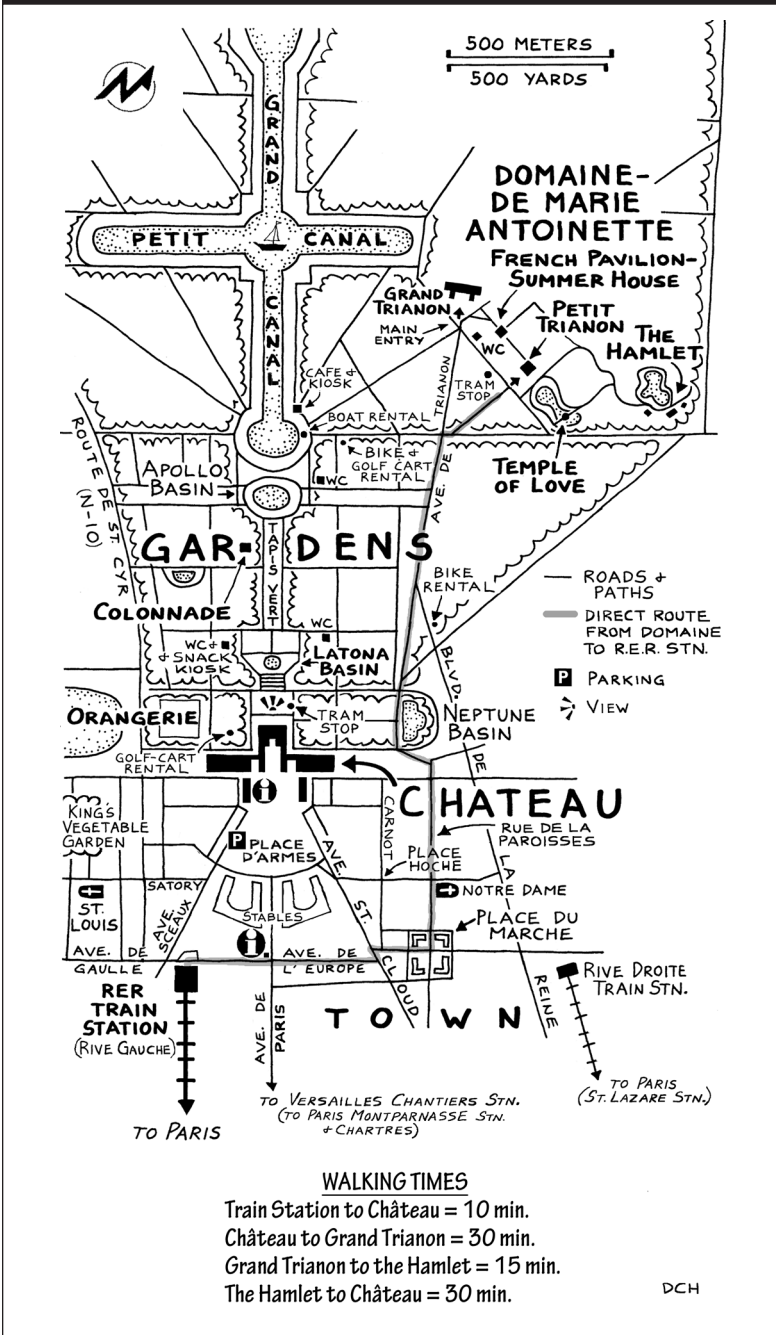 500 METERS
500 YARDS
GRAND
CANAL
PETIT CANAL
DOMAINE-
DE MARIE
ANTOINETTE
FRENCH PAVILION-
SUMMER HOUSE
GRAND
TRIANON
MAIN
ENTRY
PETIT
TRIANON
WC
THE
HAMLET
TRAM
STOP
CAFE &
KIOSK
BOAT RENTAL
BIKE &
GOLF CART
RENTAL
WC
AVE. DE TRIANON
TEMPLE
OF LOVE
ROUTE DE ST. CYR
(N-10)
APOLLO
BASIN
GARDENS
TAPIS VERT
COLONNADE
BIKE
RENTAL
ROADS &
PATHS
DIRECT ROUTE
FROM DOMAINE
TO R.E.R. STN.
P PARKING
VIEW
WC
WC &
& SNACK
KIOSK
LATONA
BASIN
ORANGERIE
TRAM
STOP
NEPTUNE
BASIN
GOLF-CART
RENTAL
BLVD. DE LA REINE
CHATEAU
i
KING'S
VEGETABLE
GARDEN
P PLACE
D'ARMES
CARNOT
RUE DE LA
PAROISSES
PLACE
HOCHE
AVE. ST. CLOUD
SATORY
AVE. SCEAUX
STABLES
ST.
LOUIS
NOTRE DAME
PLACE DU
MARCHE
i
AVE. DE
GAULLE
AVE. DE
L'EUROPE
RER
TRAIN
STATION
(RIVE GAUCHE)
AVE. DE
PARIS
TOWN
RIVE DROITE
TRAIN STN.
TO PARIS
TO VERSAILLES CHANTIERS STN.
(TO PARIS MONTPARNASSE STN.
& CHARTRES)
TO PARIS
(ST. LAZARE STN.)
WALKING TIMES
Train Station to Château = 10 min.
Château to Grand Trianon = 30 min.
Grand Trianon to the Hamlet = 15 min.
The Hamlet to Château = 30 min.
DCH